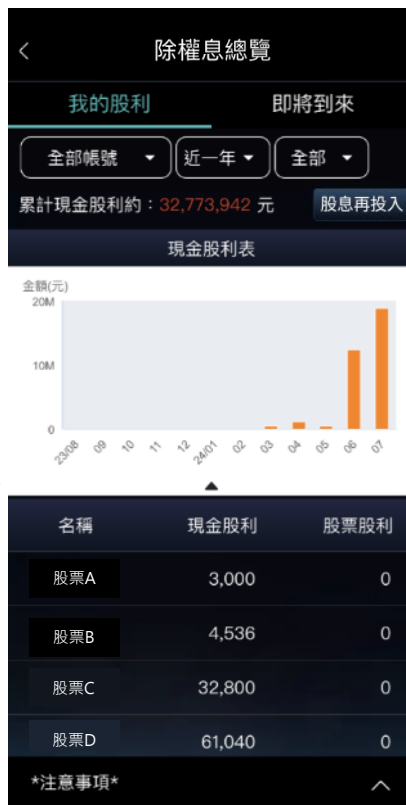 除權息總覽
我的股利 即將到來
全部帳號 近一年 全部
累計現金股利約：32,773,942 元 股息再投入
現金股利表
金額(元)
20M
10M
0
23/08 09 10 11 12 24/01 02 03 04 05 06 07
名稱 現金股利 股票股利
股票A 3,000 0
股票B 4,536 0
股票C 32,800 0
股票D 61,040 0
*注意事項*